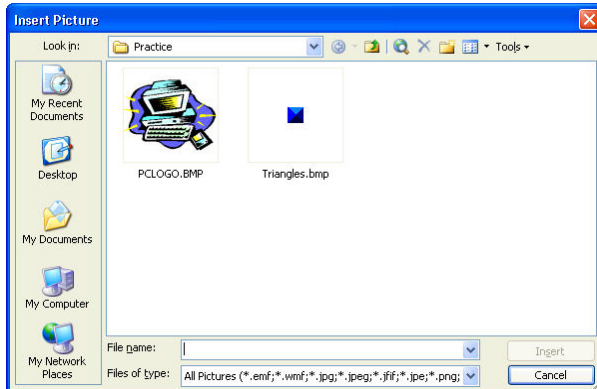 Insert Picture
Look in:
Practice
Tools
My Recent
Documents
Desktop
My Documents
My Computer
My Network
Places
PCLOGO.BMP
Triangles.bmp
File name:
Insert
Files of type:
All Pictures (*.emf;*.wmf;*.jpg;*.jpeg;*.jfif;*.jpe;*.png;
Cancel